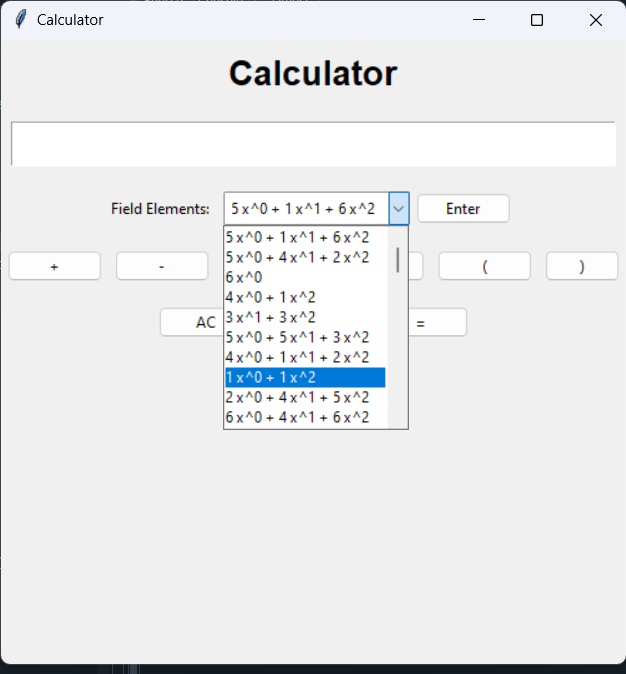 Calculator
Calculator
Field Elements: 5 x^0 + 1 x^1 + 6 x^2 Enter
5 x^0 + 1 x^1 + 6 x^2
5 x^0 + 4 x^1 + 2 x^2
6 x^0
4 x^0 + 1 x^2
3 x^1 + 3 x^2
5 x^0 + 5 x^1 + 3 x^2
4 x^0 + 1 x^1 + 2 x^2
1 x^0 + 1 x^2
2 x^0 + 4 x^1 + 5 x^2
6 x^0 + 4 x^1 + 6 x^2
+ - ( )
AC =